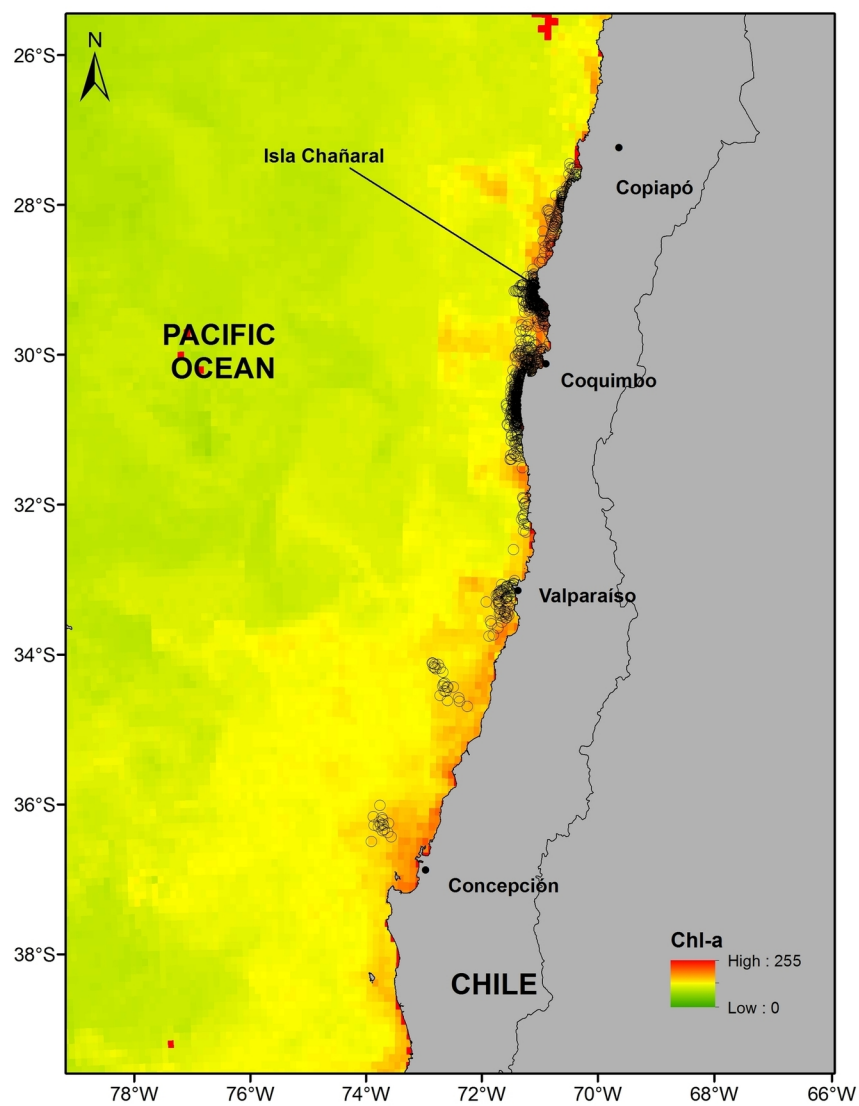 N
26°S
28°S
30°S
32°S
34°S
36°S
38°S
Isla Chañaral
Copiapó
PACIFIC
OCEAN
Coquimbo
Valparaíso
Concepción
CHILE
Chl-a
High : 255
Low : 0
78°W
76°W
74°W
72°W
70°W
68°W
66°W